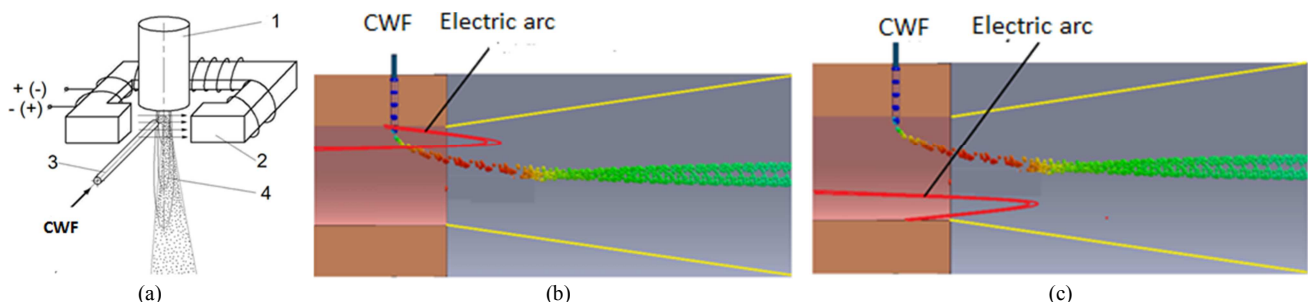 1
+ (-)
- (+)
3
2
4
CWF
(a)
CWF
Electric arc
(b)
CWF
Electric arc
(c)